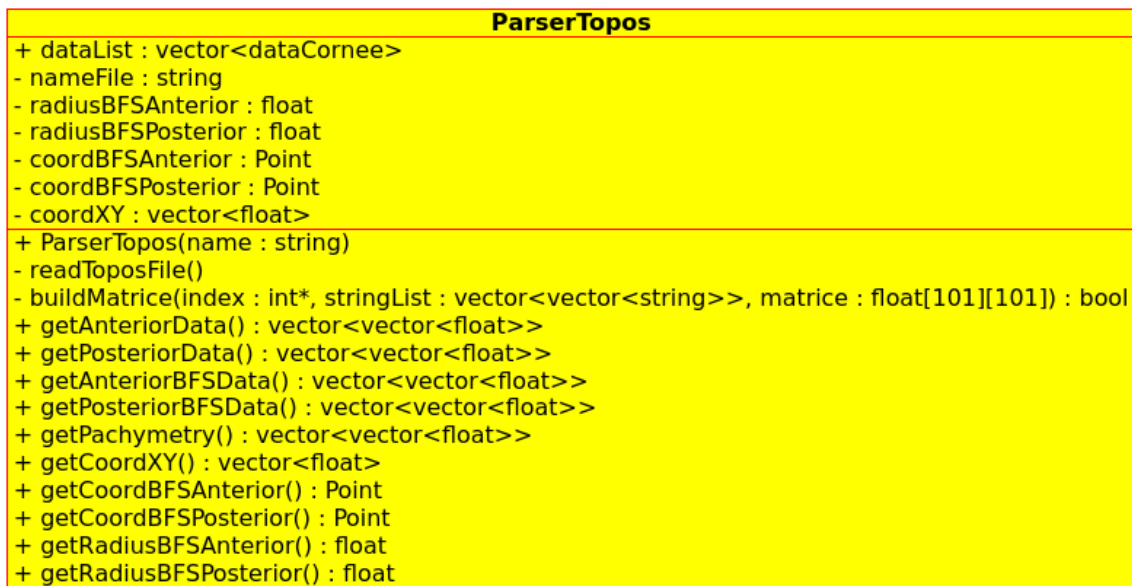 ParserTopos
+ dataList : vector<dataCornee>
- nameFile : string
- radiusBFSAnterior : float
- radiusBFSPosterior : float
- coordBFSAnterior : Point
- coordBFSPosterior : Point
- coordXY : vector<float>
+ ParserTopos(name : string)
- readToposFile()
- buildMatrice(index : int*, stringList : vector<vector<string>>, matrice : float[101][101]) : bool
+ getAnteriorData() : vector<vector<float>>
+ getPosteriorData() : vector<vector<float>>
+ getAnteriorBFSData() : vector<vector<float>>
+ getPosteriorBFSData() : vector<vector<float>>
+ getPachymetry() : vector<vector<float>>
+ getCoordXY() : vector<float>
+ getCoordBFSAnterior() : Point
+ getCoordBFSPosterior() : Point
+ getRadiusBFSAnterior() : float
+ getRadiusBFSPosterior() : float